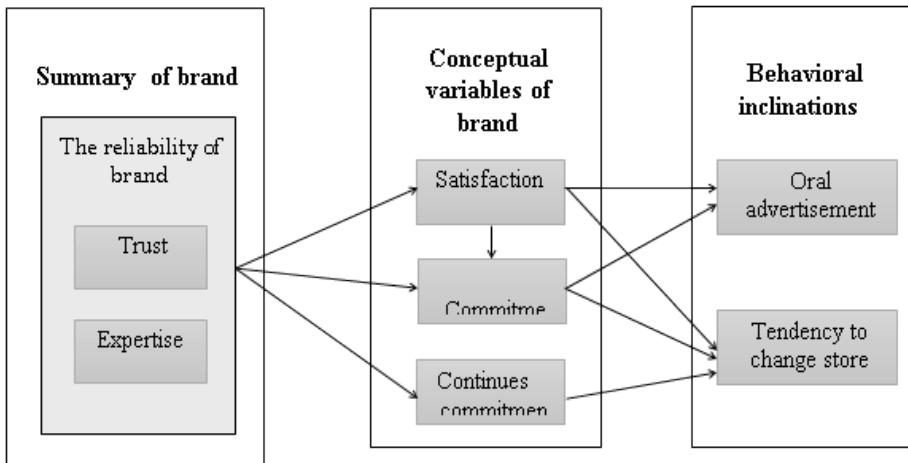 Summary of brand
The reliability of
brand
Trust
Expertise
Conceptual
variables of
brand
Satisfaction
Commitme
Continues
commitmen
Behavioral
inclinations
Oral
advertisement
Tendency to
change store